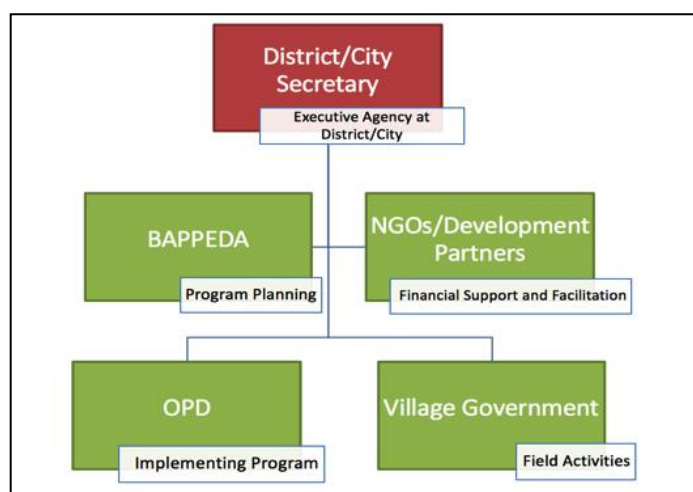 District/City
Secretary
Executive Agency at
District/City
BAPPEDA
Program Planning
NGOs/Development
Partners
Financial Support and Facilitation
OPD
Implementing Program
Village Government
Field Activities